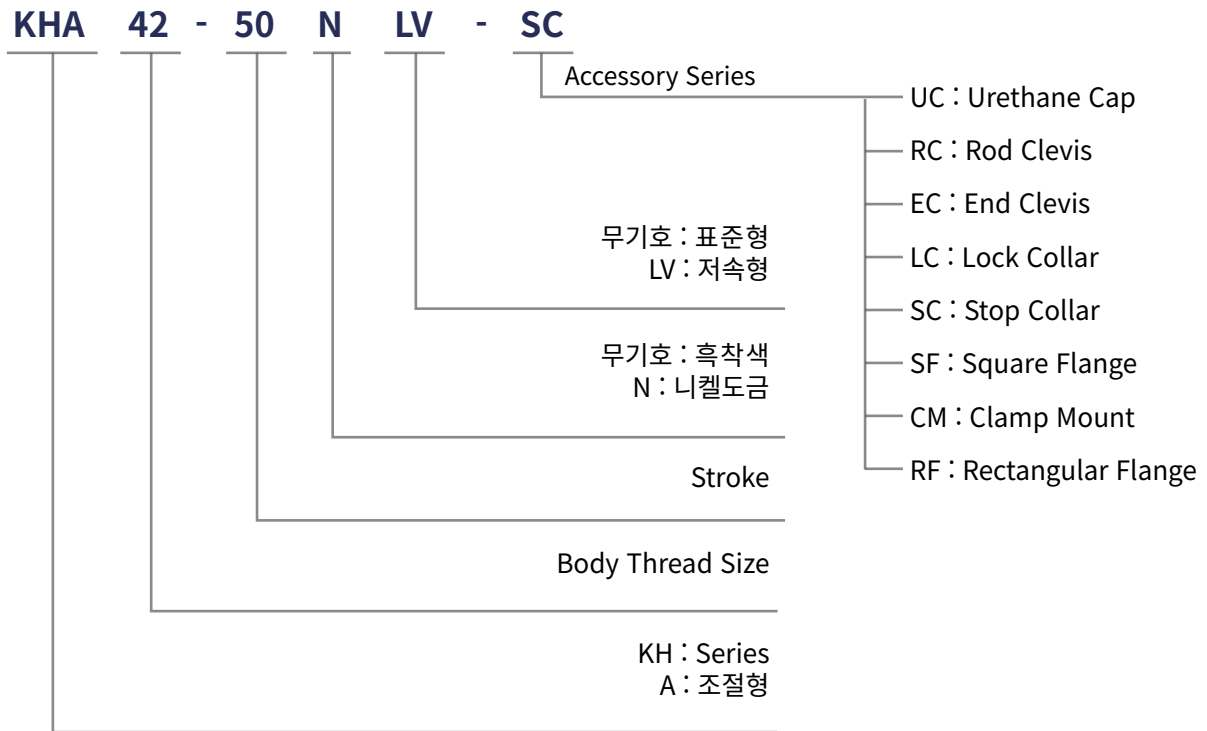 KHA 42 - 50 N LV - SC
Accessory Series
UC : Urethane Cap
RC : Rod Clevis
EC : End Clevis
LC : Lock Collar
SC : Stop Collar
SF : Square Flange
CM : Clamp Mount
RF : Rectangular Flange
무기호 : 표준형
LV : 저속형
무기호 : 흑착색
N : 니켈도금
Stroke
Body Thread Size
KH : Series
A : 조절형